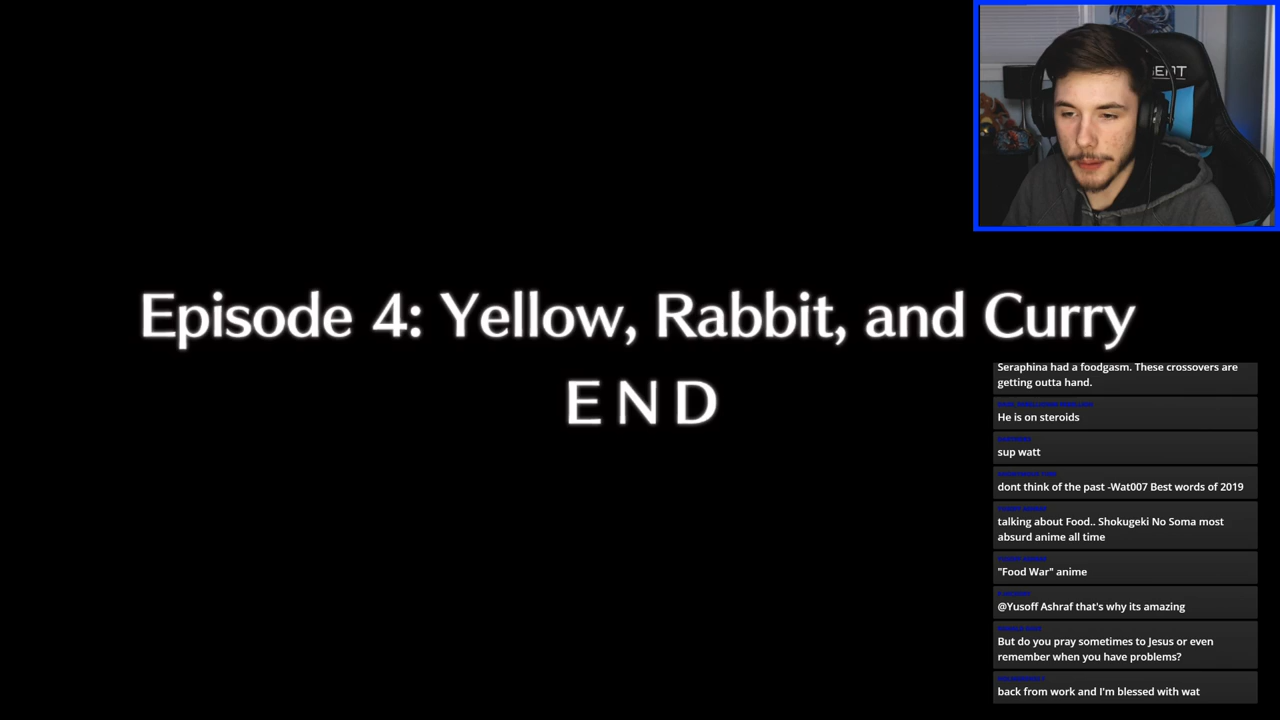 Episode 4: Yellow, Rabbit, and Curry
END
Seraphina had a foodgasm. These crossovers are
getting outta hand.
He is on steroids
sup watt
dont think of the past -Wat007 Best words of 2019
talking about Food.. Shokugeki No Soma most
absurd anime all time
"Food War" anime
@Yusoff Ashraf that's why its amazing
But do you pray sometimes to Jesus or even
remember when you have problems?
back from work and I'm blessed with wat